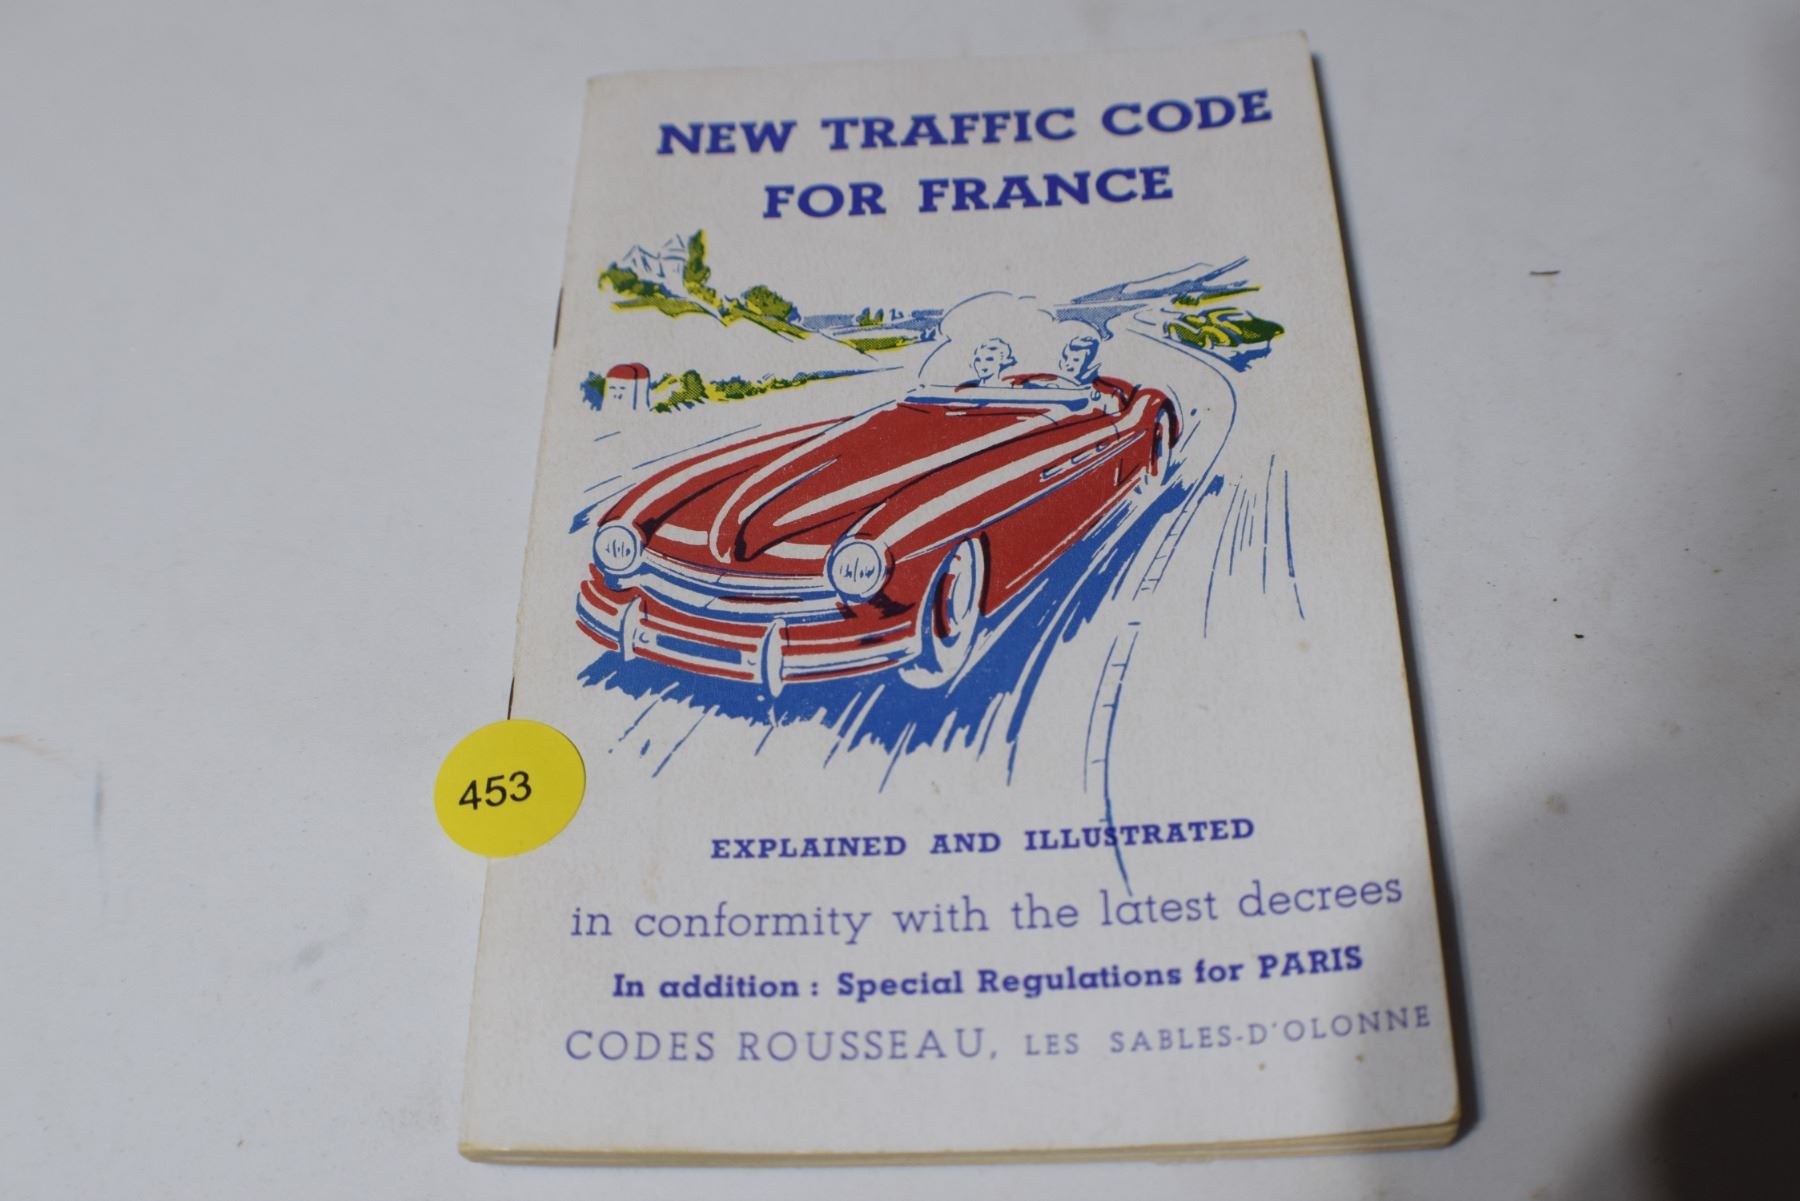 NEW TRAFFIC CODE
FOR FRANCE
453
EXPLAINED AND ILLUSTRATED
in conformity with the latest decrees
In addition : Special Regulations for PARIS
CODES ROUSSEAU, LES SABLES-D'OLONNE